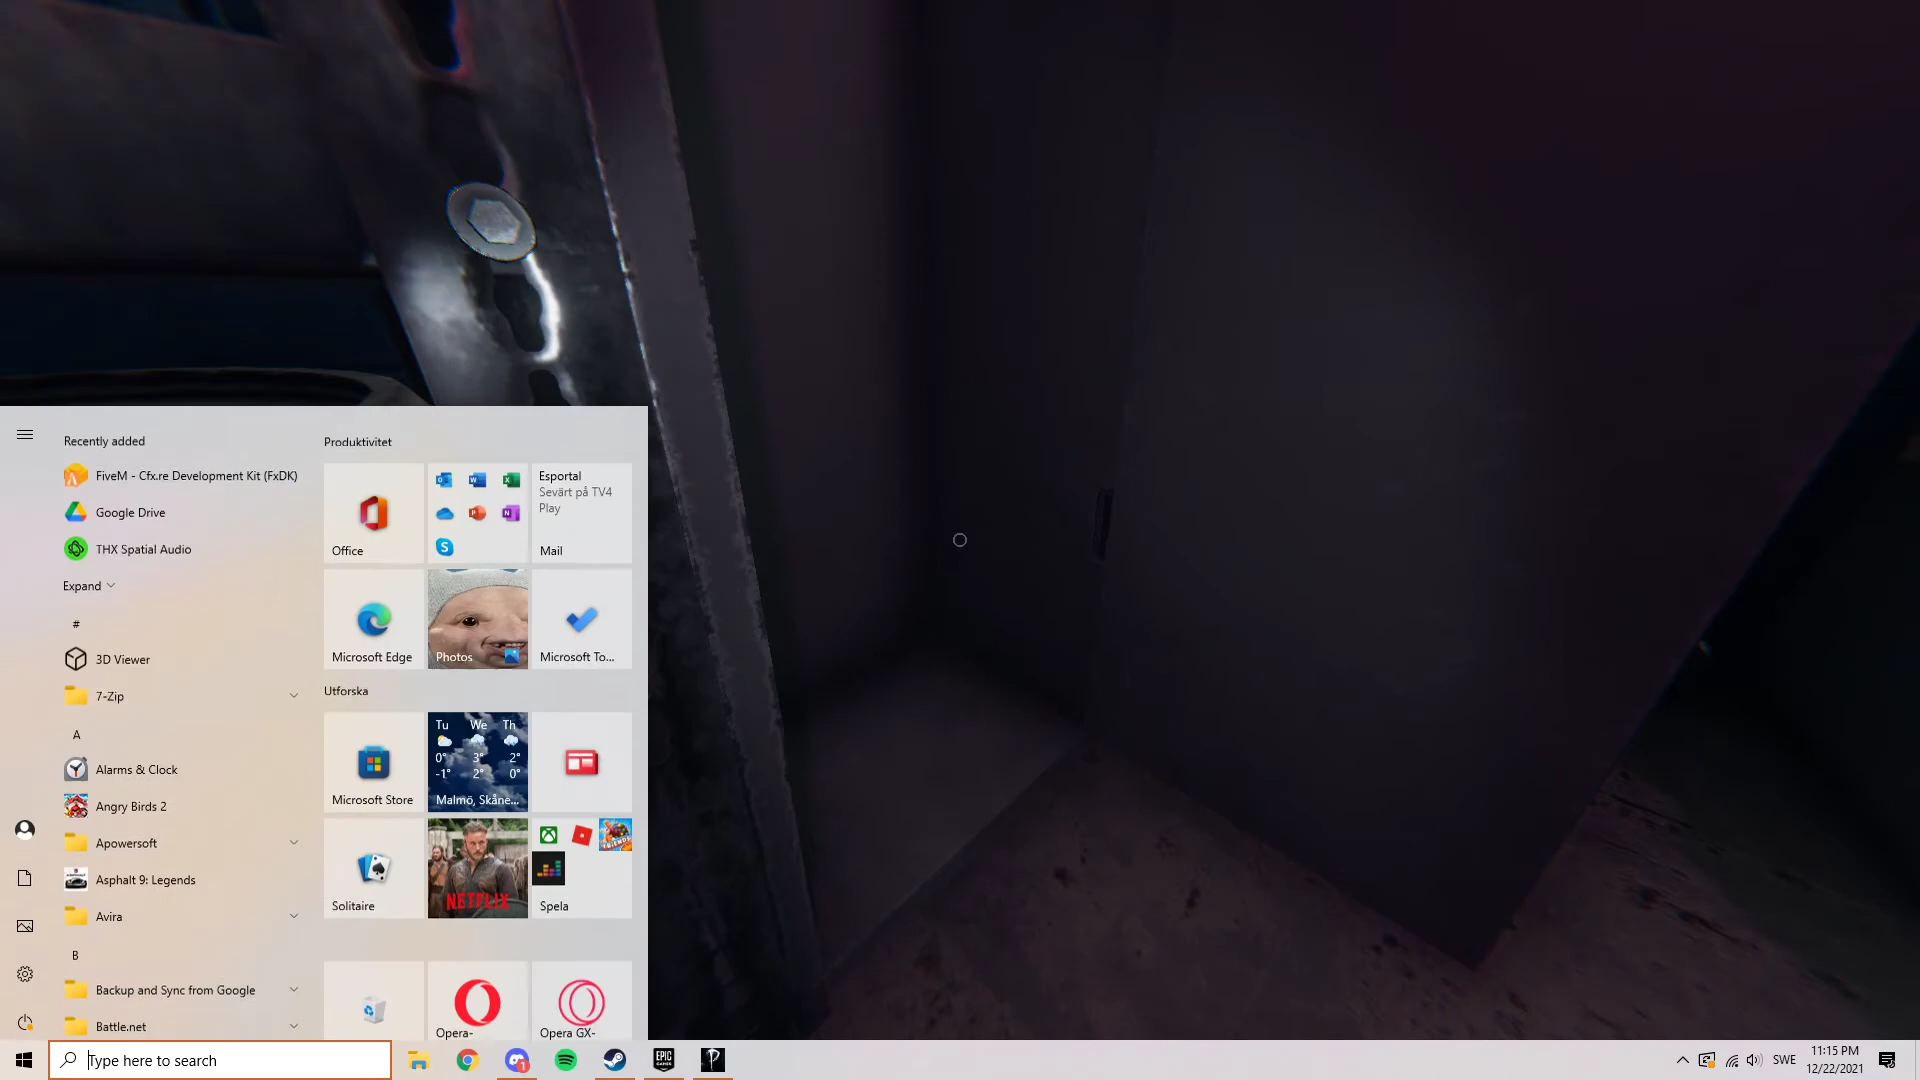 Recently added
FiveM - Cfx.re Development Kit (FxDK)
Google Drive
THX Spatial Audio
Expand
#
3D Viewer
7-Zip
A
Alarms & Clock
Angry Birds 2
Apowersoft
Asphalt 9: Legends
Avira
B
Backup and Sync from Google
Battle.net
Produktivitet
Office
Esportal
Sevärt på TV4
Play
Mail
Microsoft Edge
Photos
Microsoft To...
Utforska
Microsoft Store
Tu We Th
0° 3° 2°
-1° 2° 0°
Malmö, Skåne...
Solitaire
NETFLIX
Spela
Opera-
Opera GX-
Type here to search
1
EPIC
GAMES
SWE
11:15 PM
12/22/2021